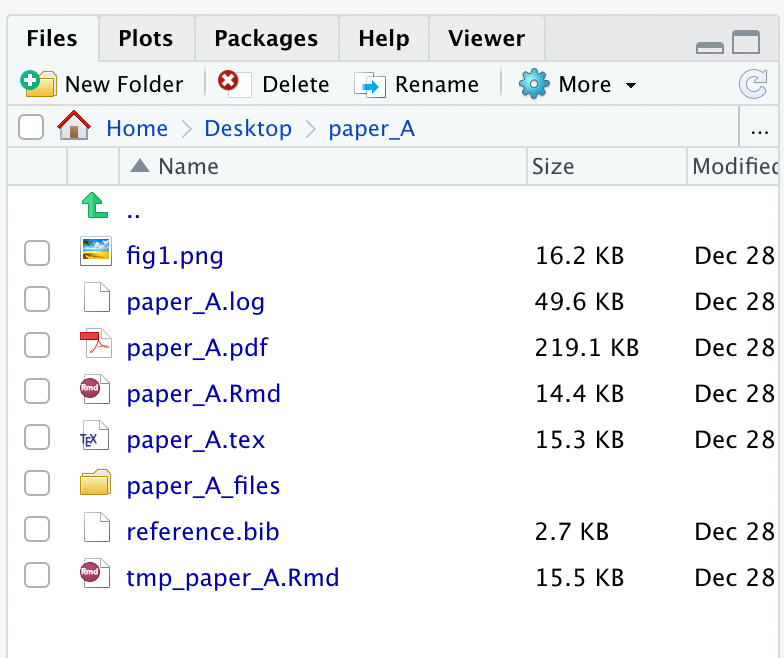 Files Plots Packages Help Viewer
New Folder Delete Rename More
Home Desktop paper_A ...
Name Size Modified
..
fig1.png 16.2 KB Dec 28
paper_A.log 49.6 KB Dec 28
paper_A.pdf 219.1 KB Dec 28
Rmd paper_A.Rmd 14.4 KB Dec 28
TEX paper_A.tex 15.3 KB Dec 28
paper_A_files
reference.bib 2.7 KB Dec 28
Rmd tmp_paper_A.Rmd 15.5 KB Dec 28